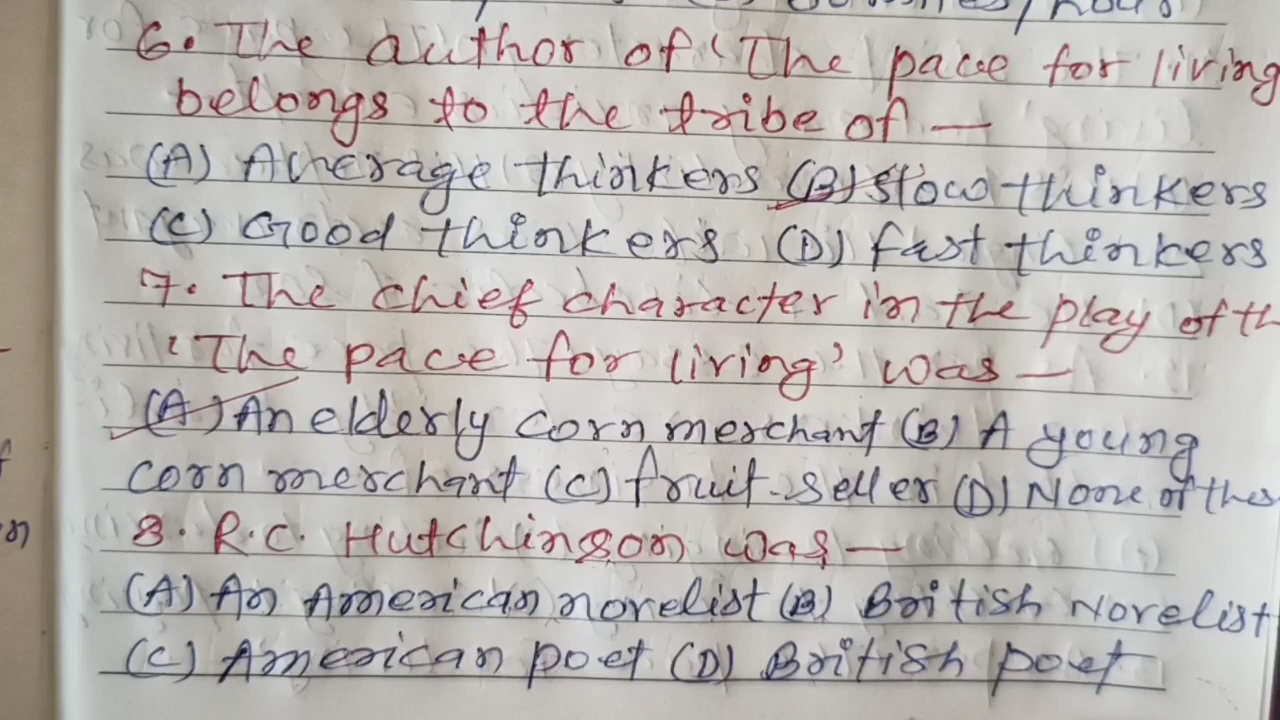 6. The author of 'The pace for living
belongs to the tribe of —
(A) Average thinkers (B) Slow thinkers
(C) Good thinkers (D) fast thinkers
7. The chief character in the play of th
'The pace for living' was —
(A) An elderly corn merchant (B) A young
corn merchant (C) fruit-seller (D) None of thes
8. R.C. Hutchinson was —
(A) An American novelist (B) British Novelist
(C) American poet (D) British poet